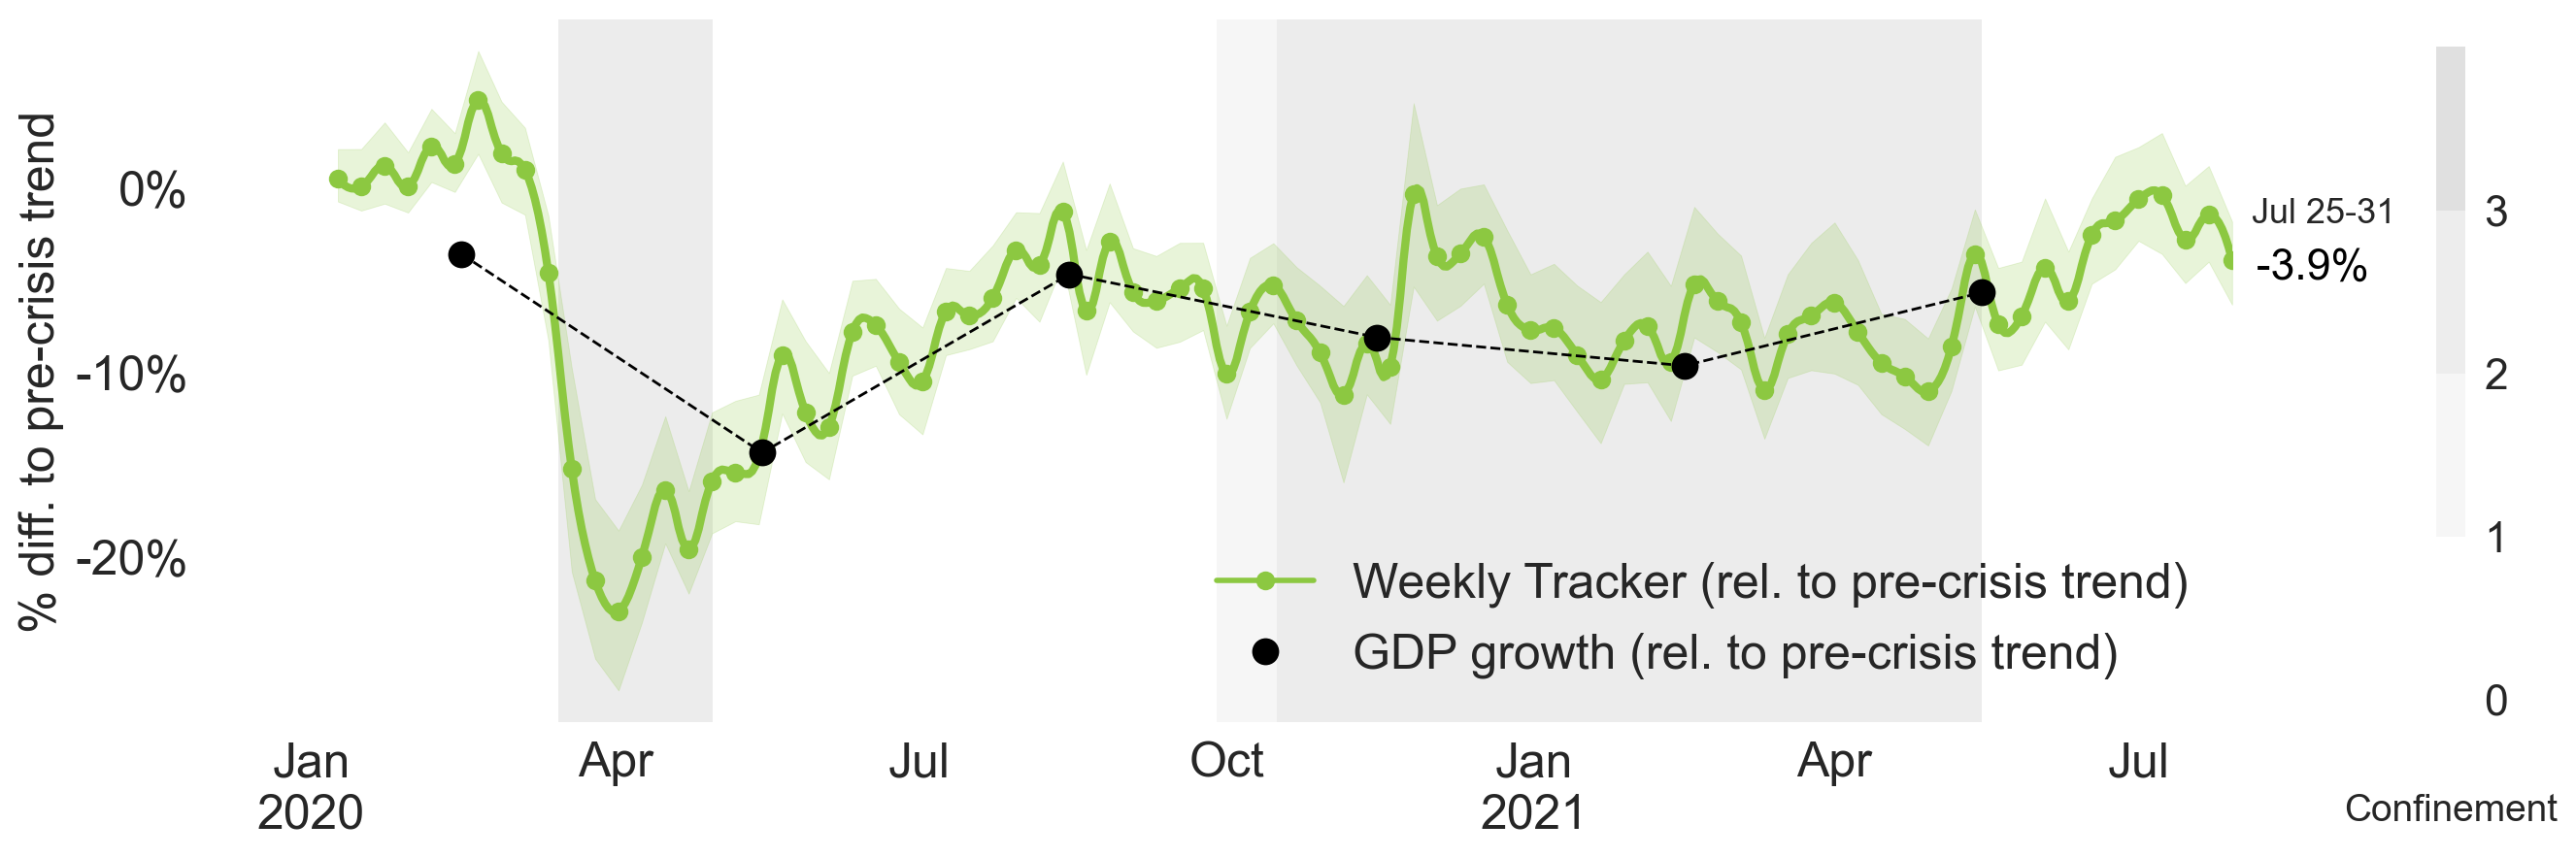 % diff. to pre-crisis trend
0%
-10%
-20%
Jul 25-31
-3.9%
3
2
1
0
Weekly Tracker (rel. to pre-crisis trend)
GDP growth (rel. to pre-crisis trend)
Jan Apr Jul Oct Jan Apr Jul
2020 2021
Confinement